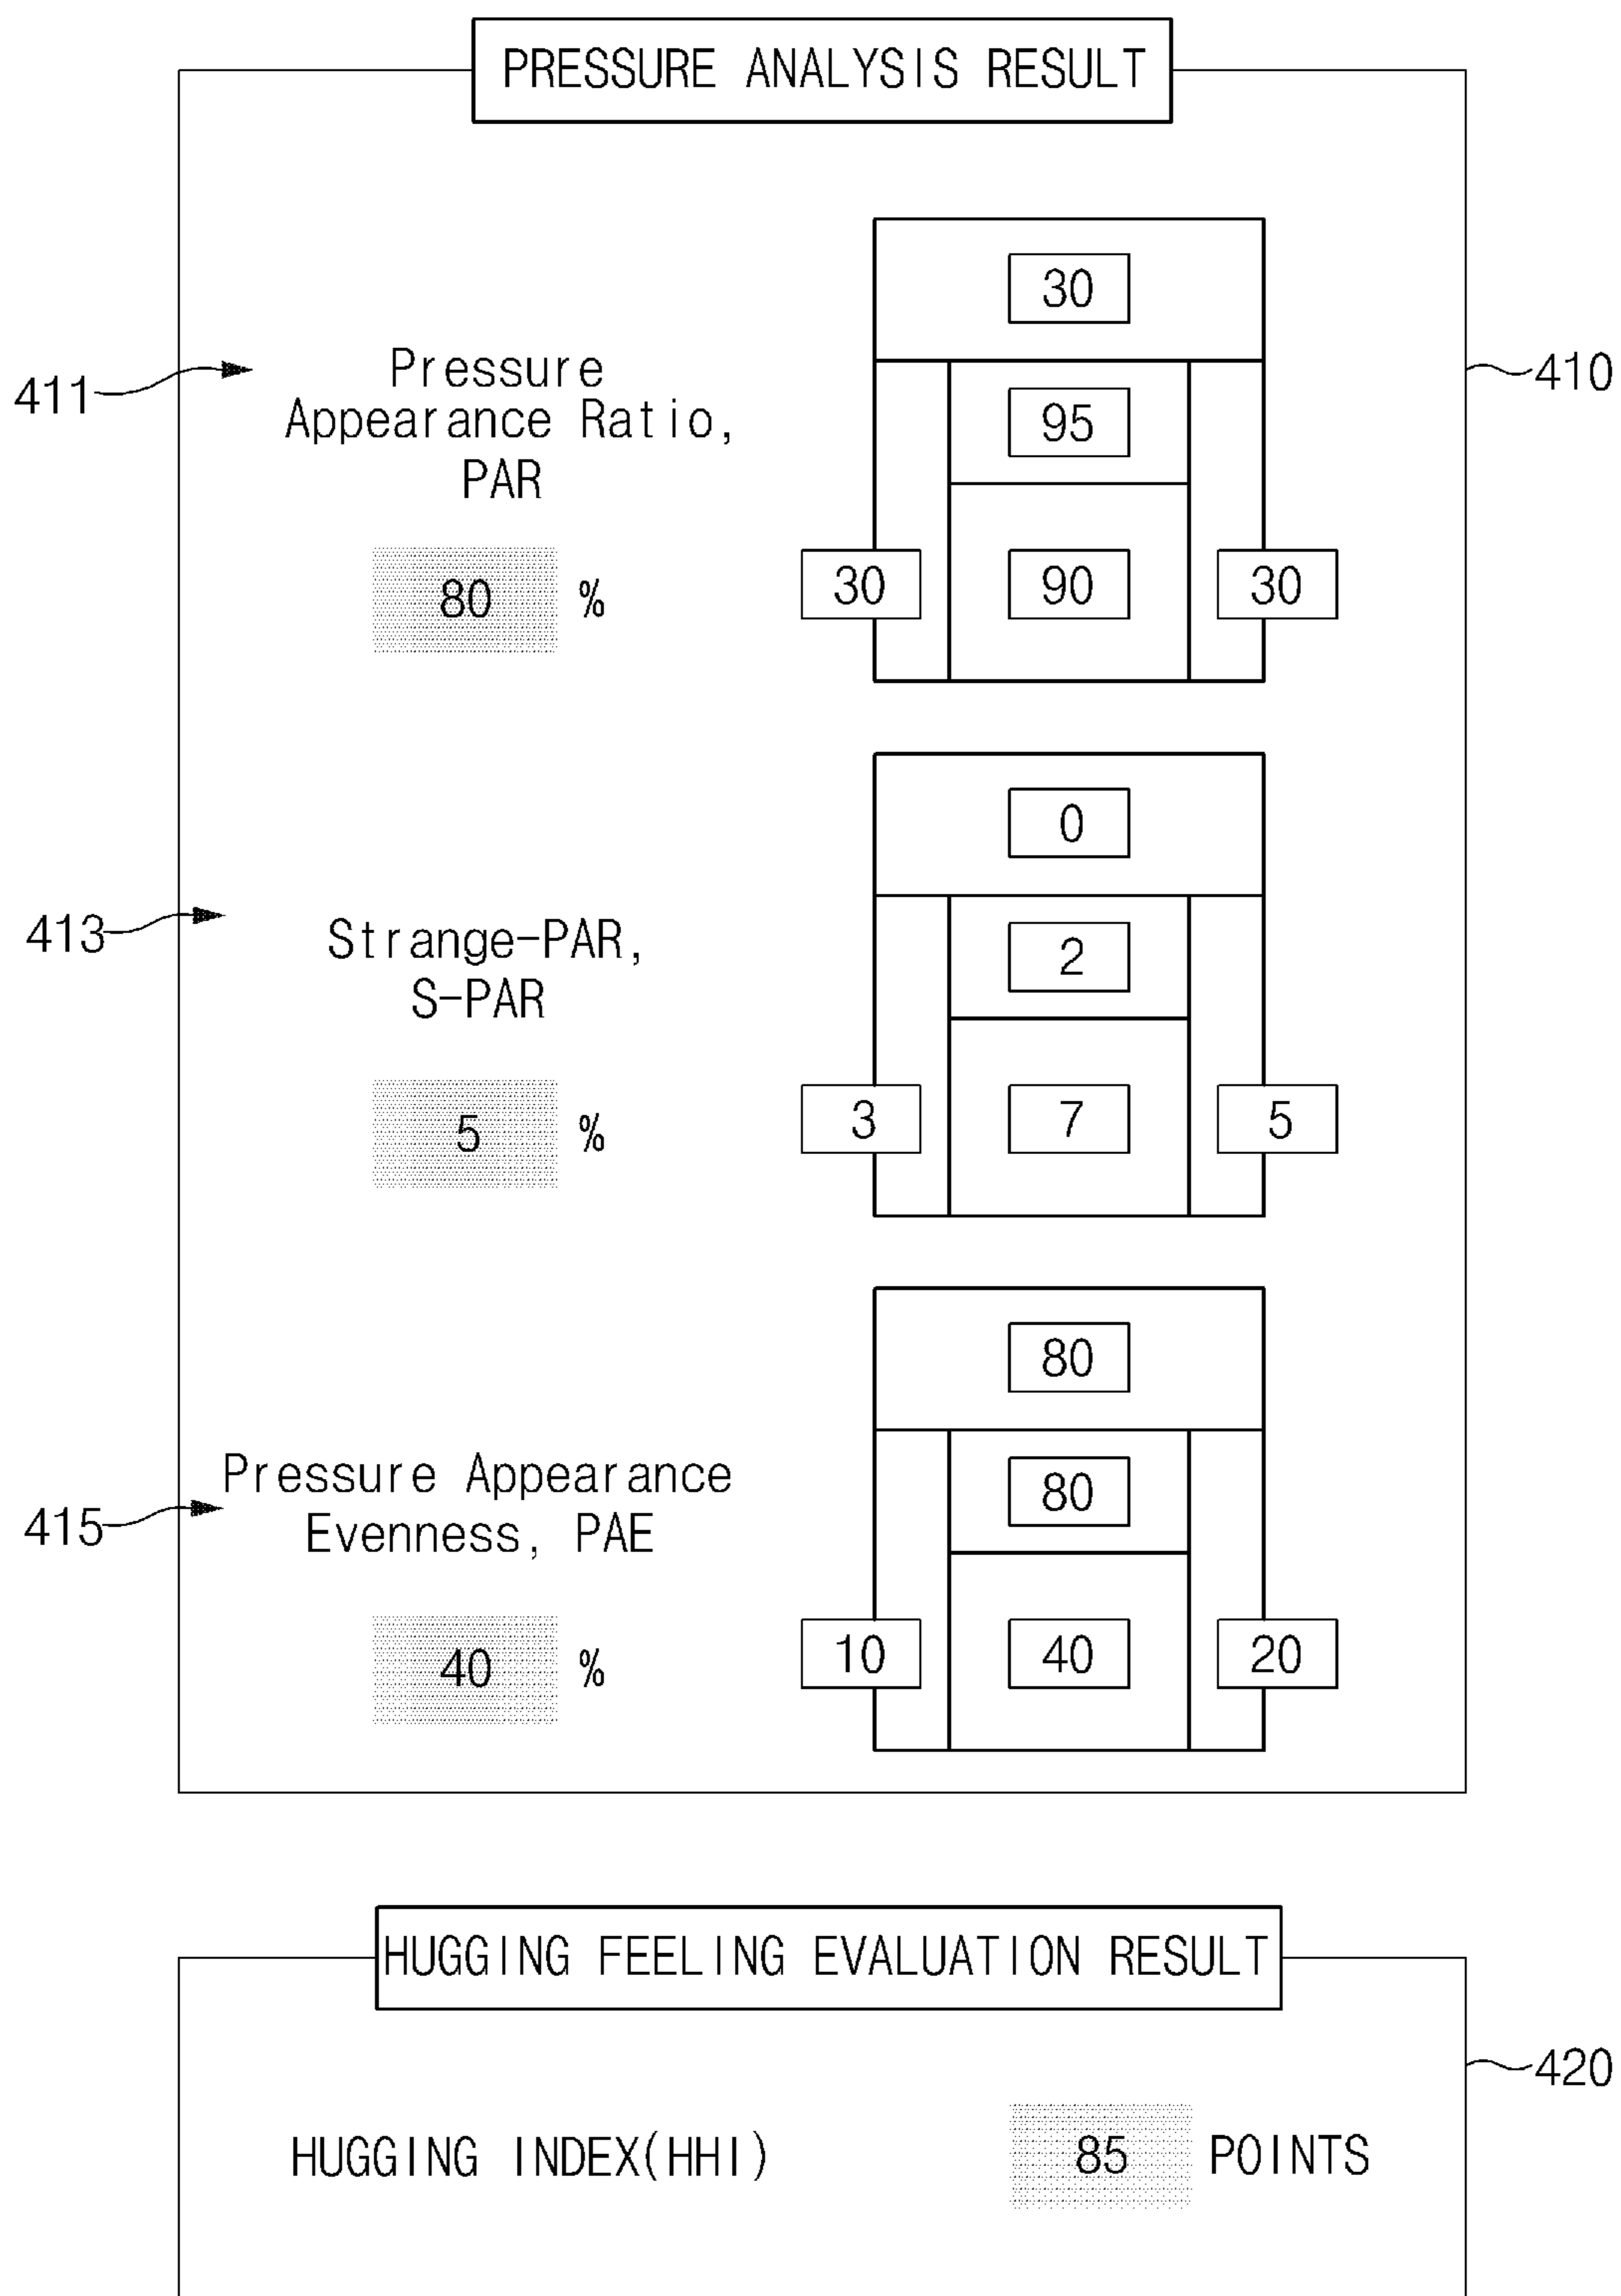 PRESSURE ANALYSIS RESULT
30
411
Pressure
Appearance Ratio,
PAR
410
95
80 %
30 90 30
0
413
Strange-PAR,
S-PAR
2
5 %
3 7 5
80
415
Pressure Appearance
Evenness, PAE
80
40 %
10 40 20
HUGGING FEELING EVALUATION RESULT
420
HUGGING INDEX(HHI) 85 POINTS